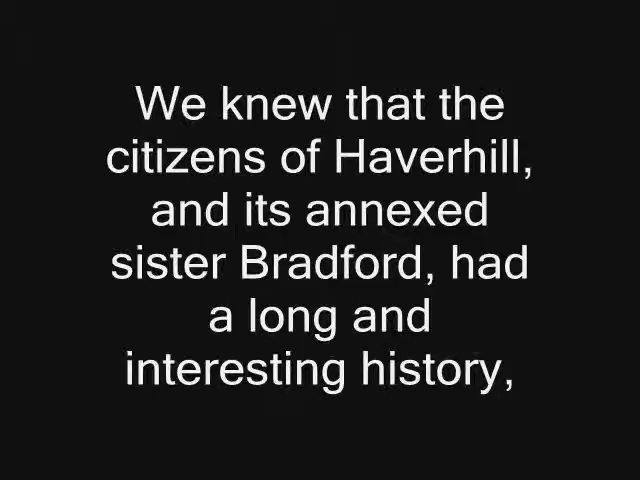 We knew that the
citizens of Haverhill,
and its annexed
sister Bradford, had
a long and
interesting history,